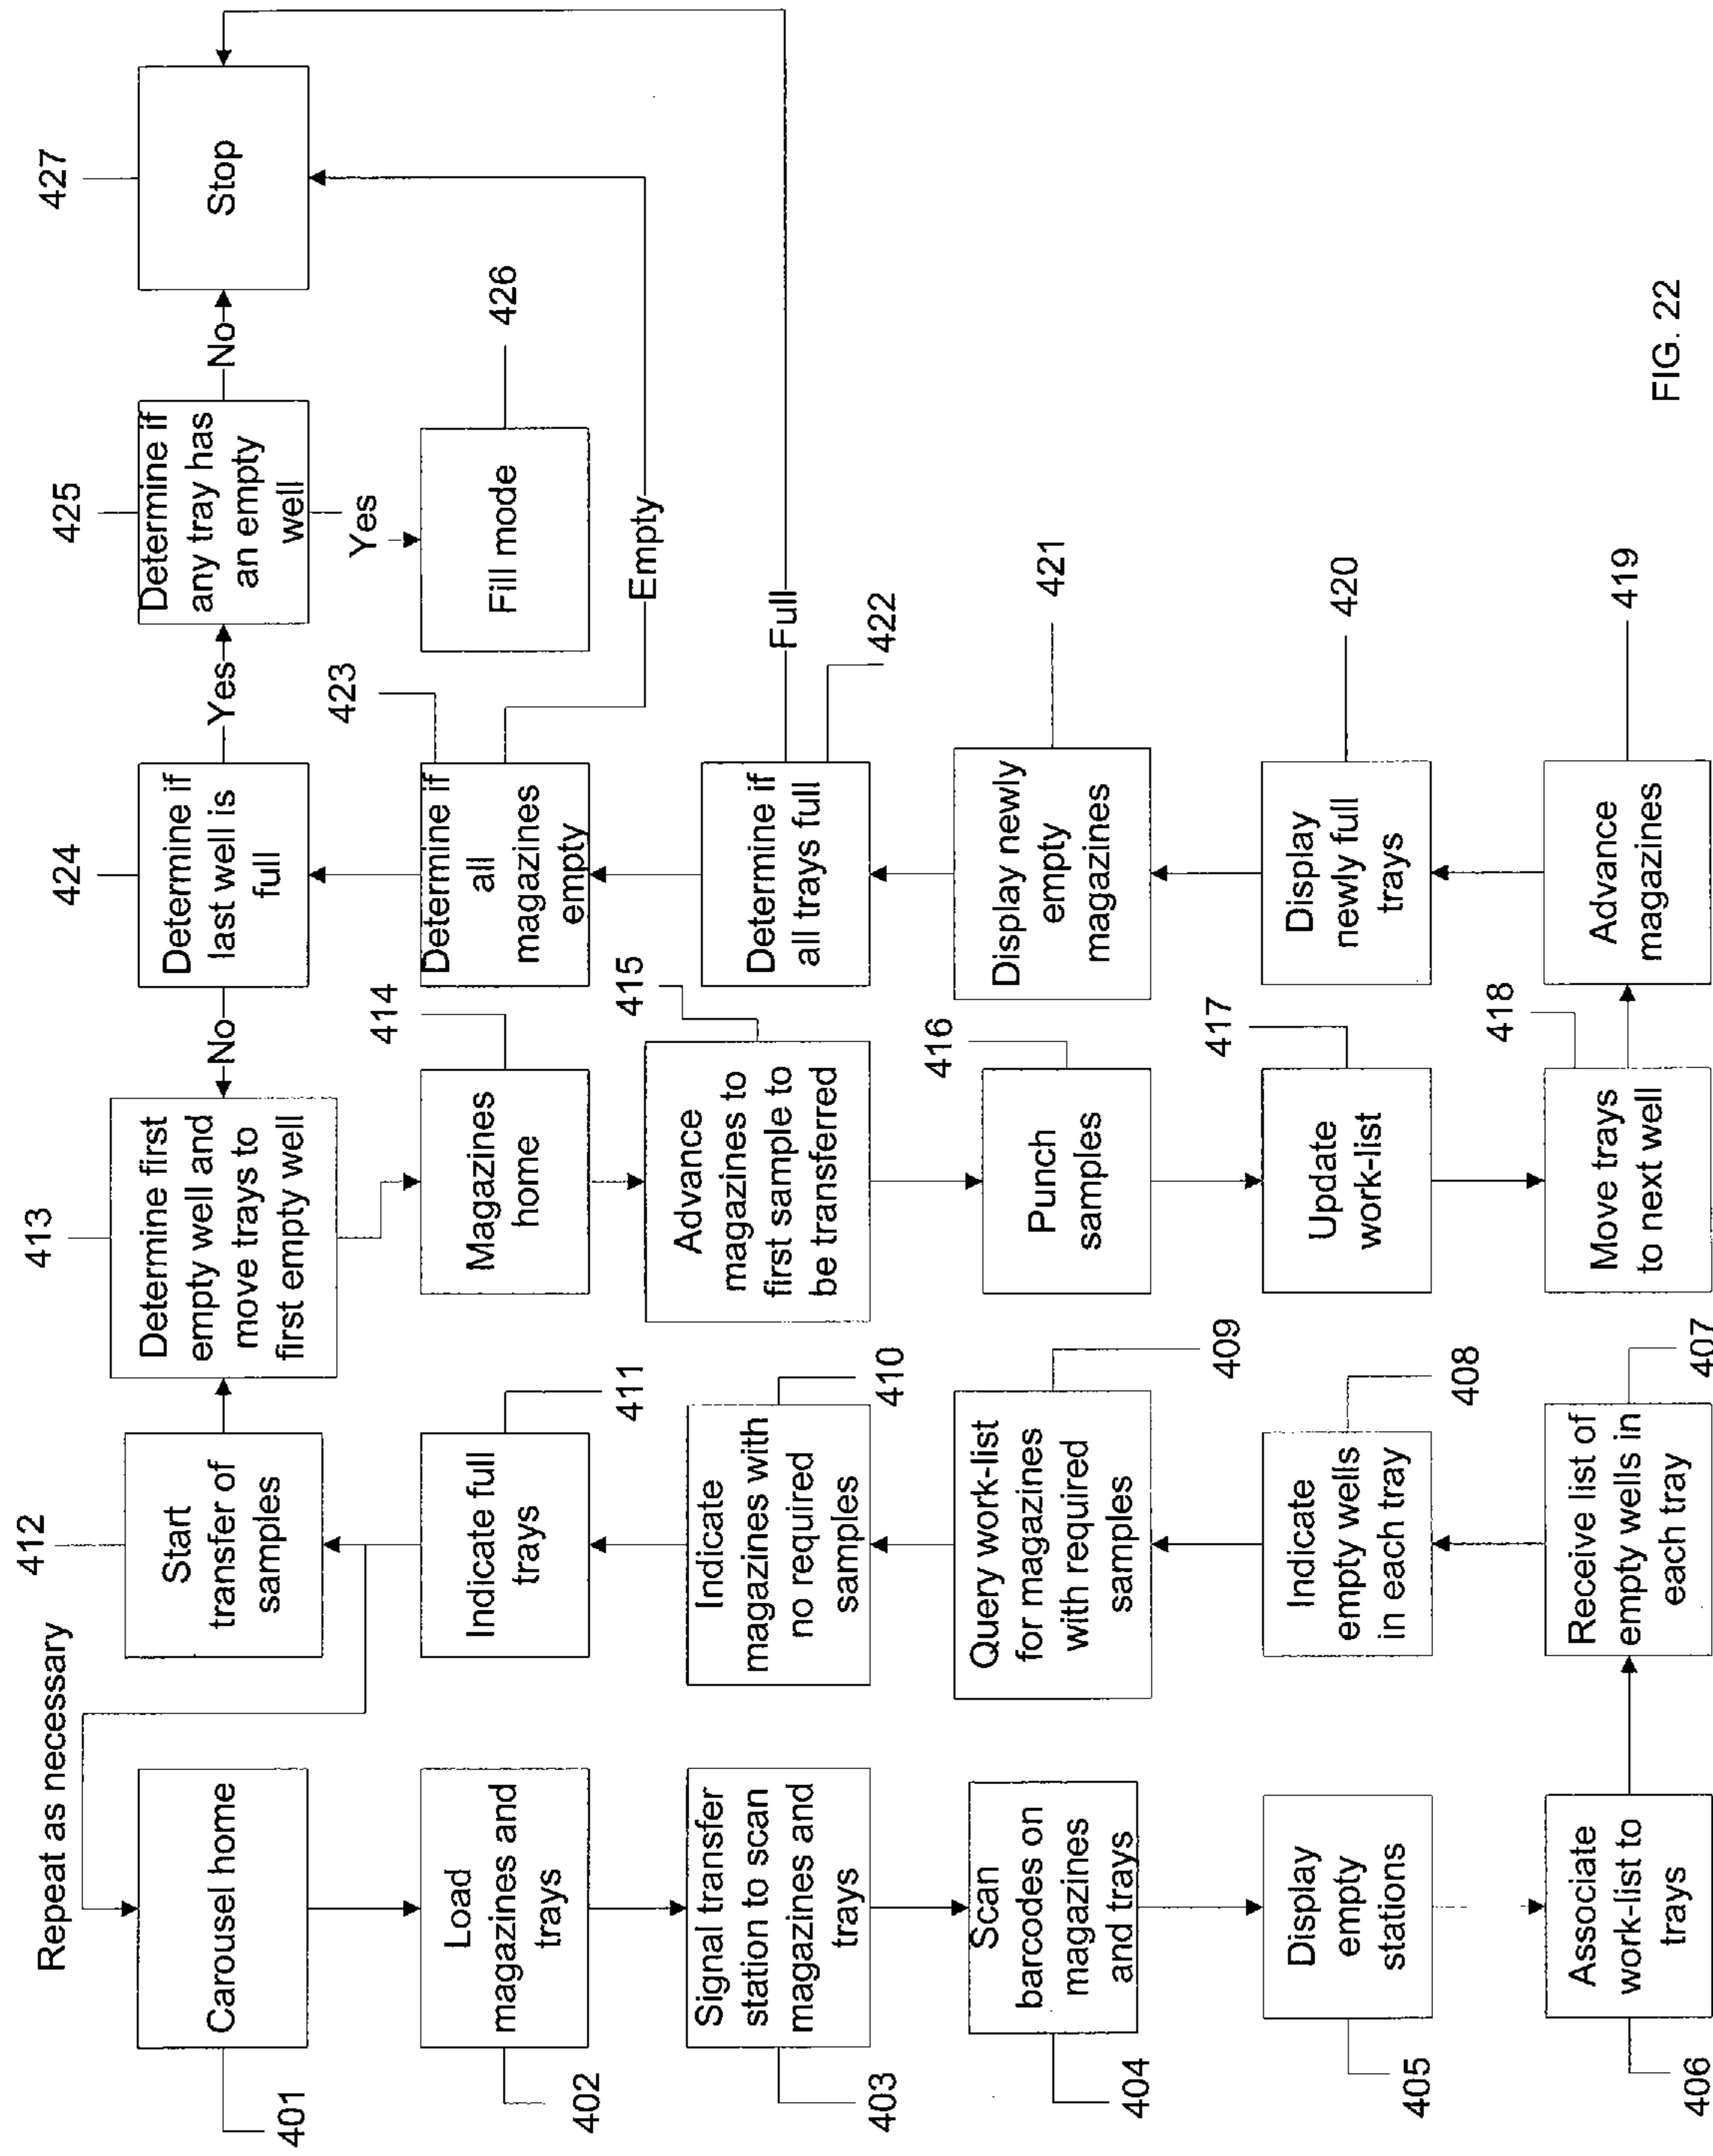 Repeat as necessary
401
Carousel home
402
Load
magazines and
trays
403
Signal transfer
station to scan
magazines and
trays
404
Scan
barcodes on
magazines
and trays
405
Display
empty
stations
406
Associate
work-list to
trays
407
Receive list of
empty wells in
each tray
408
Indicate
empty wells
in each tray
409
Query work-list
for magazines
with required
samples
410
Indicate
magazines with
no required
samples
411
Indicate full
trays
412
Start
transfer of
samples
413
Determine first
empty well and
move trays to
first empty well
414
Magazines
home
415
Advance
magazines to
first sample to
be transferred
416
Punch
samples
417
Update
work-list
418
Move trays
to next well
419
Advance
magazines
420
Display
newly full
trays
421
Display newly
empty
magazines
422
Determine if
all trays full
Full
423
Determine if
all
magazines
empty
Empty
424
Determine if
last well is
full
No
Yes
425
Determine if
any tray has
an empty
well
Yes
No
426
Fill mode
427
Stop
FIG. 22